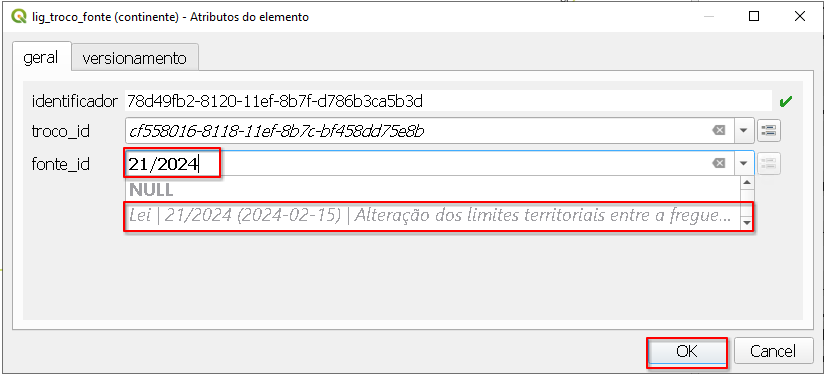 lig_troco_fonte (continente) - Atributos do elemento
geral versionamento
identificador 78d49fb2-8120-11ef-8b7f-d786b3ca5b3d
troco_id cf558016-8118-11ef-8b7c-bf458dd75e8b
fonte_id 21/2024
NULL
Lei | 21/2024 (2024-02-15) | Alteração dos limites territoriais entre a fregue...
OK Cancel